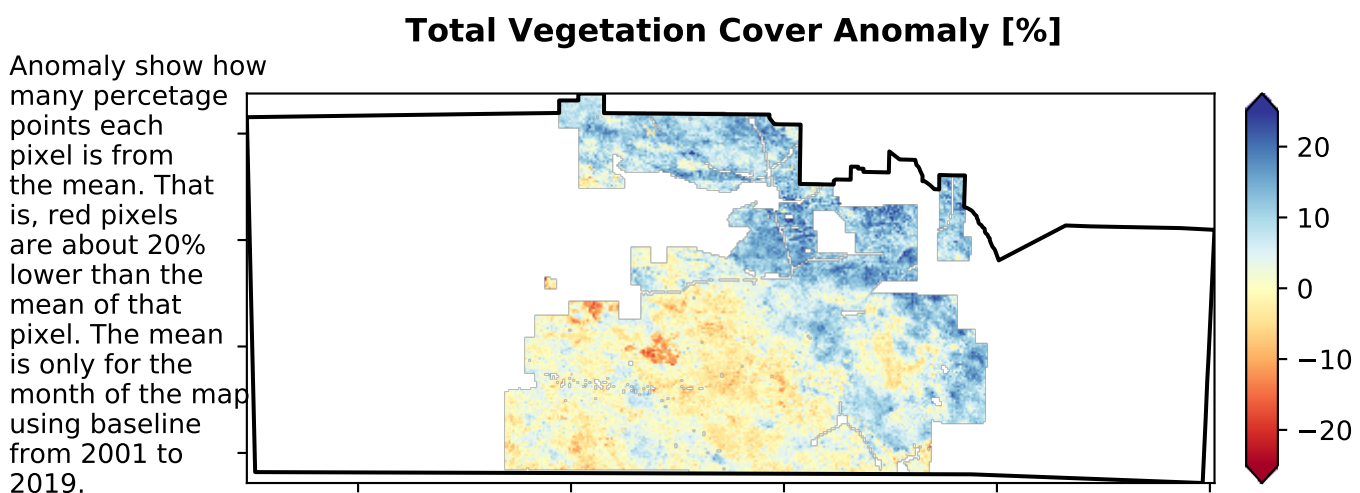 Total Vegetation Cover Anomaly [%]
Anomaly show how
many percetage
points each
pixel is from
the mean. That
is, red pixels
are about 20%
lower than the
mean of that
pixel. The mean
is only for the
month of the map
using baseline
from 2001 to
2019.
20
10
0
−10
−20